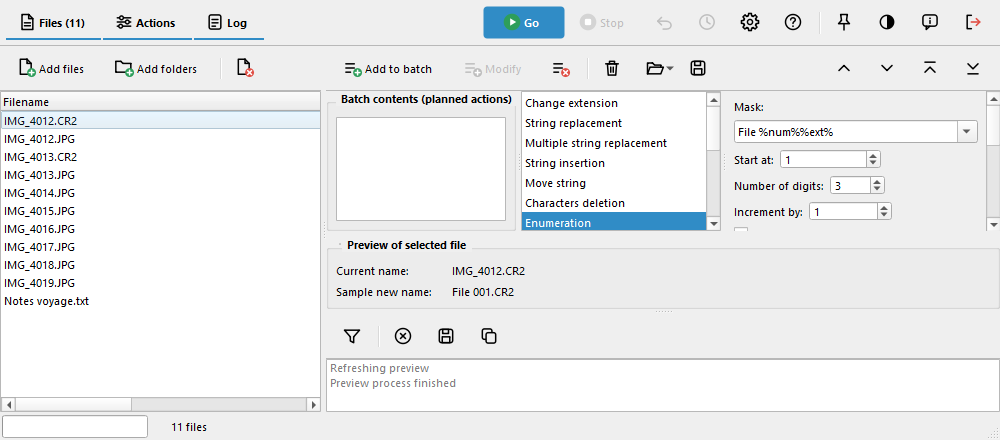 Files (11)
Actions
Log
Go
Stop
Add files
Add folders
Add to batch
Modify
Filename
IMG_4012.CR2
IMG_4012.JPG
IMG_4013.CR2
IMG_4013.JPG
IMG_4014.JPG
IMG_4015.JPG
IMG_4016.JPG
IMG_4017.JPG
IMG_4018.JPG
IMG_4019.JPG
Notes voyage.txt
Batch contents (planned actions)
Change extension
String replacement
Multiple string replacement
String insertion
Move string
Characters deletion
Enumeration
Mask:
File %num%%ext%
Start at: 1
Number of digits: 3
Increment by: 1
Preview of selected file
Current name: IMG_4012.CR2
Sample new name: File 001.CR2
Refreshing preview
Preview process finished
11 files